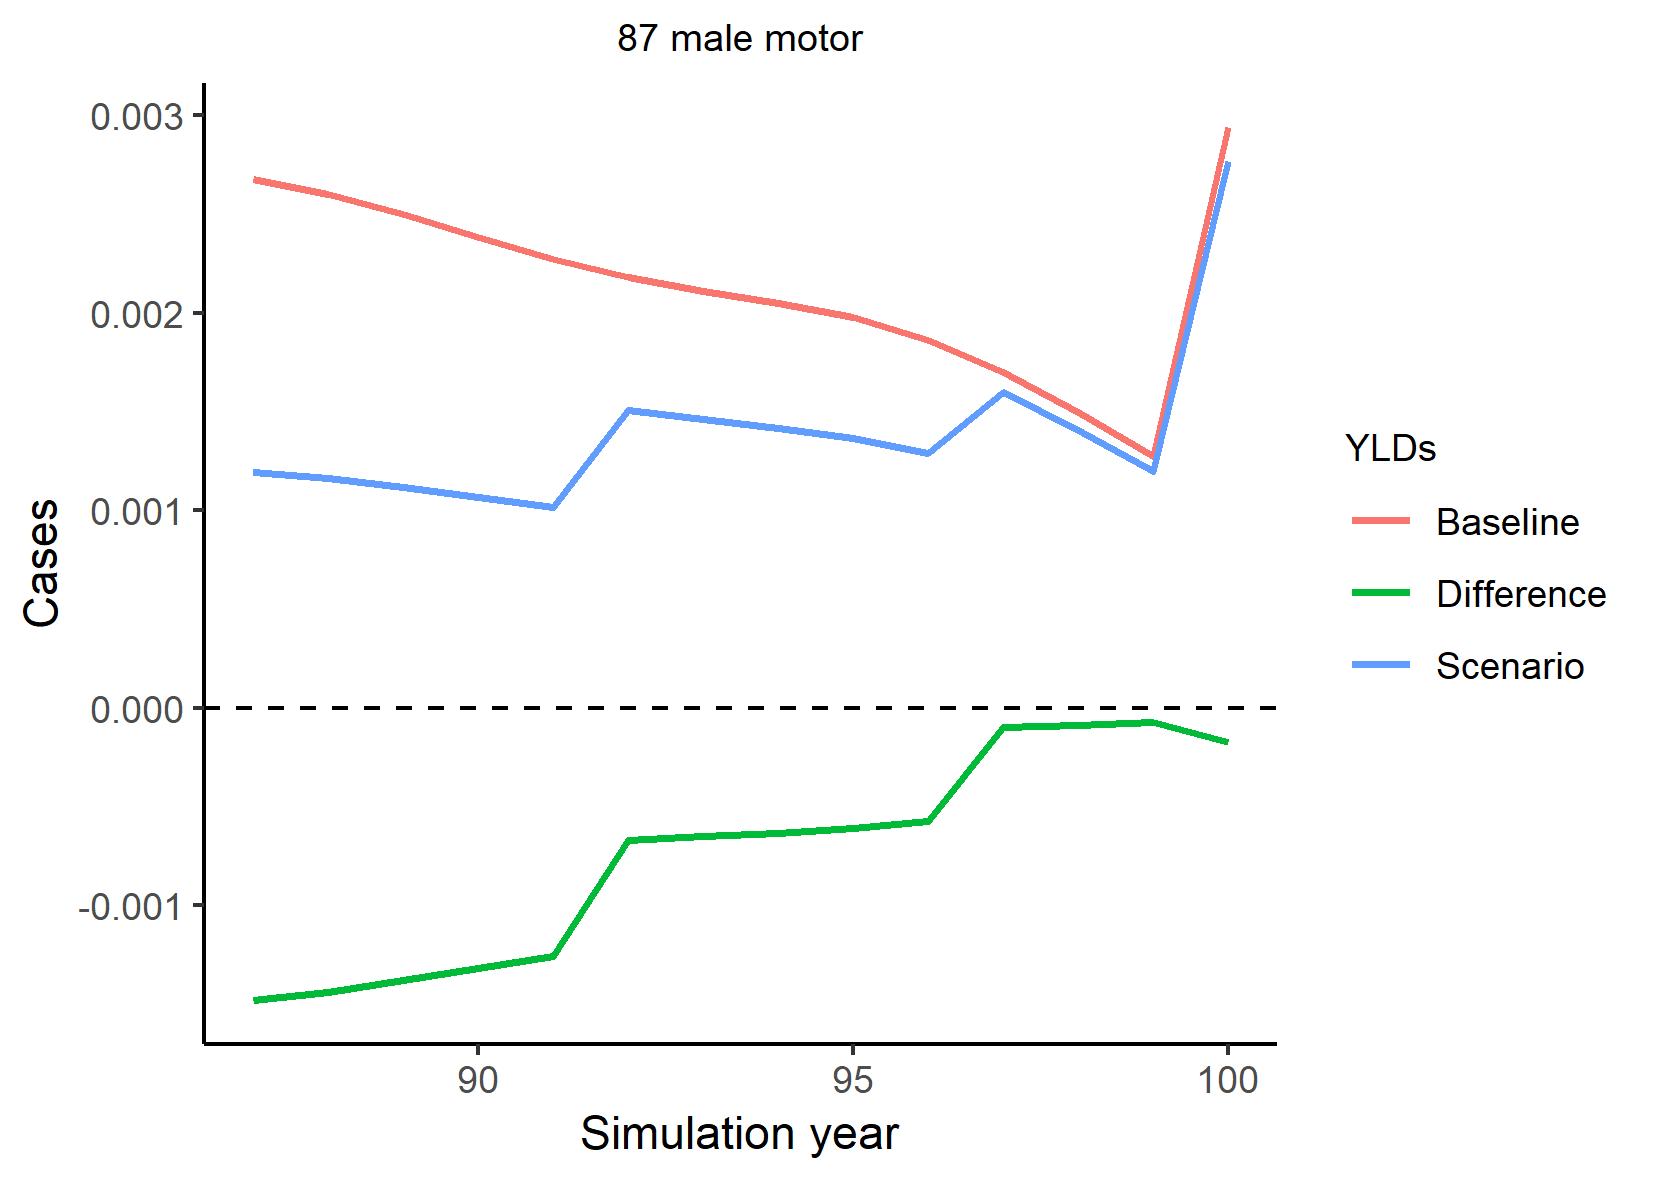 87 male motor
0.003
0.002
0.001
0.000
-0.001
Cases
90 95 100
Simulation year
YLDs
Baseline
Difference
Scenario